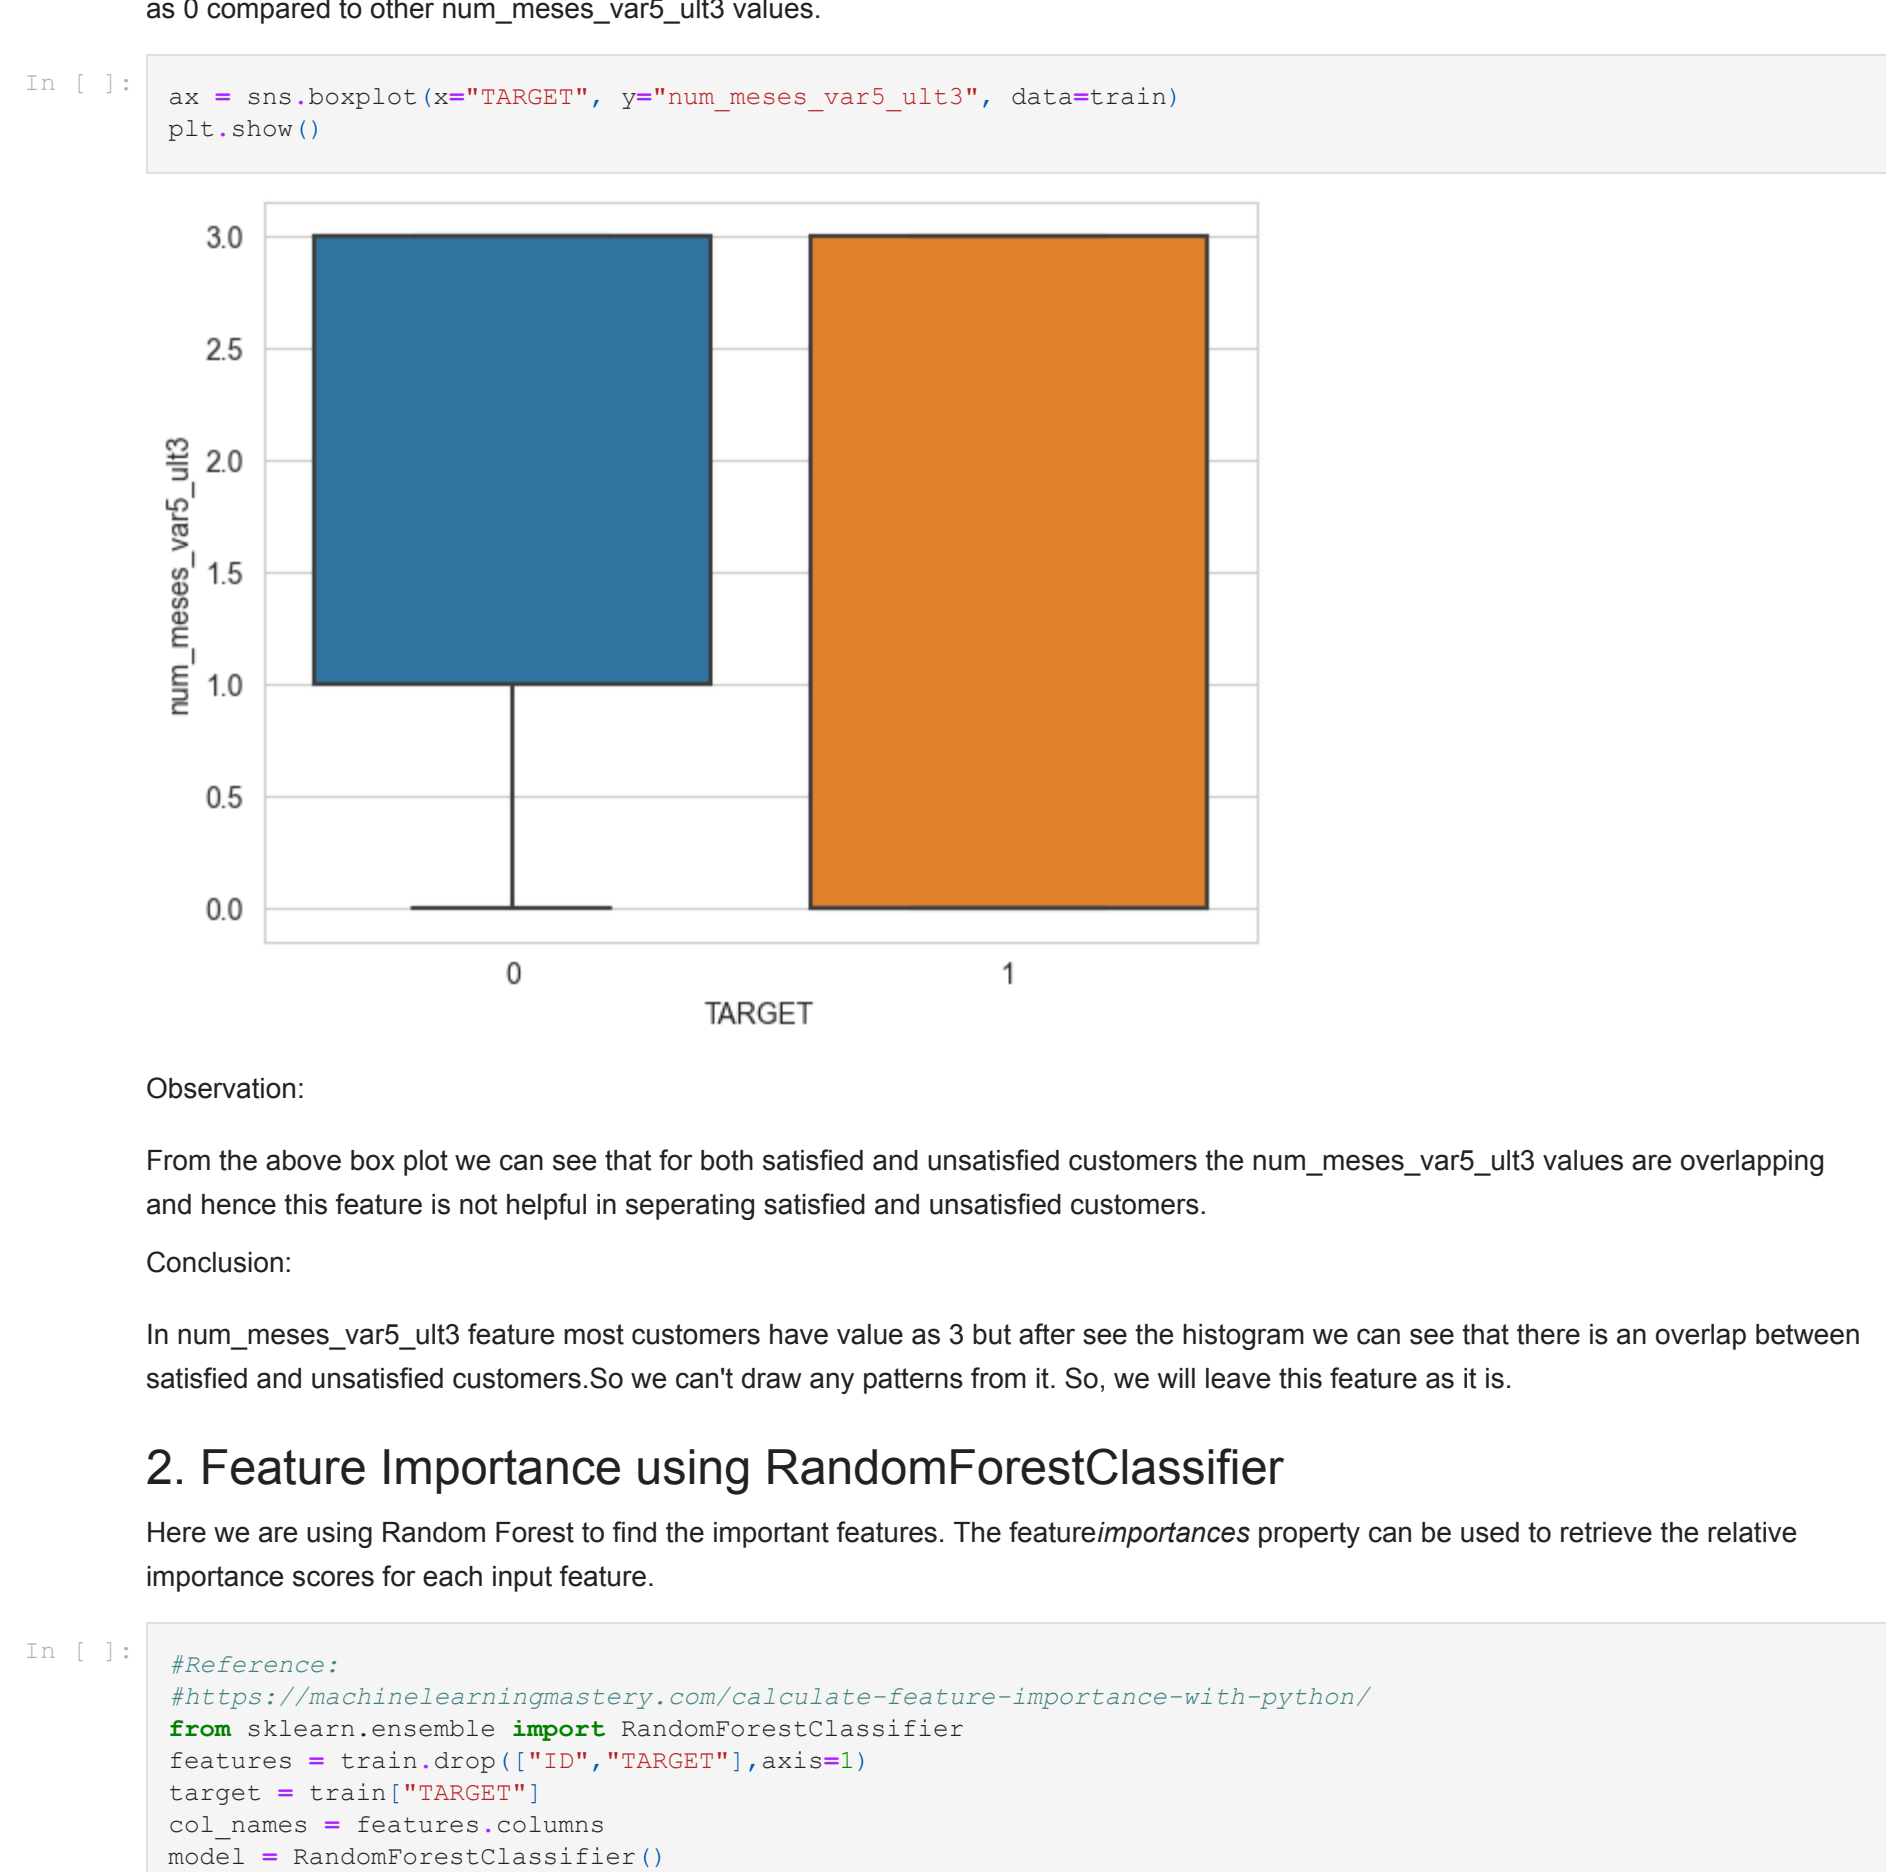 as 0 compared to other num_meses_var5_ult3 values.
In [ ]:
ax = sns.boxplot(x="TARGET", y="num_meses_var5_ult3", data=train)
plt.show()
3.0
2.5
2.0
1.5
1.0
0.5
0.0
num_meses_var5_ult3
0 1
TARGET
Observation:
From the above box plot we can see that for both satisfied and unsatisfied customers the num_meses_var5_ult3 values are overlapping
and hence this feature is not helpful in seperating satisfied and unsatisfied customers.
Conclusion:
In num_meses_var5_ult3 feature most customers have value as 3 but after see the histogram we can see that there is an overlap between
satisfied and unsatisfied customers.So we can't draw any patterns from it. So, we will leave this feature as it is.
2. Feature Importance using RandomForestClassifier
Here we are using Random Forest to find the important features. The featureimportances property can be used to retrieve the relative
importance scores for each input feature.
In [ ]:
#Reference:
#https://machinelearningmastery.com/calculate-feature-importance-with-python/
from sklearn.ensemble import RandomForestClassifier
features = train.drop(["ID","TARGET"],axis=1)
target = train["TARGET"]
col_names = features.columns
model = RandomForestClassifier()